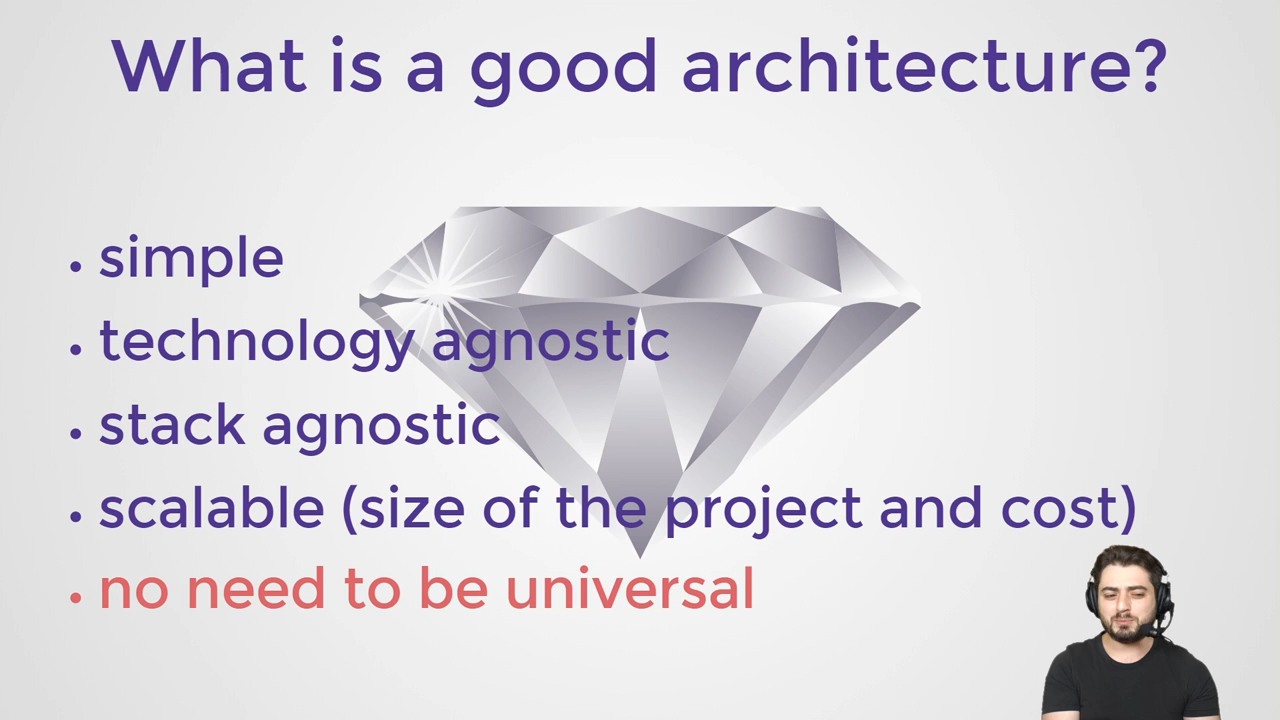 What is a good architecture?
• simple
• technology agnostic
• stack agnostic
• scalable (size of the project and cost)
• no need to be universal